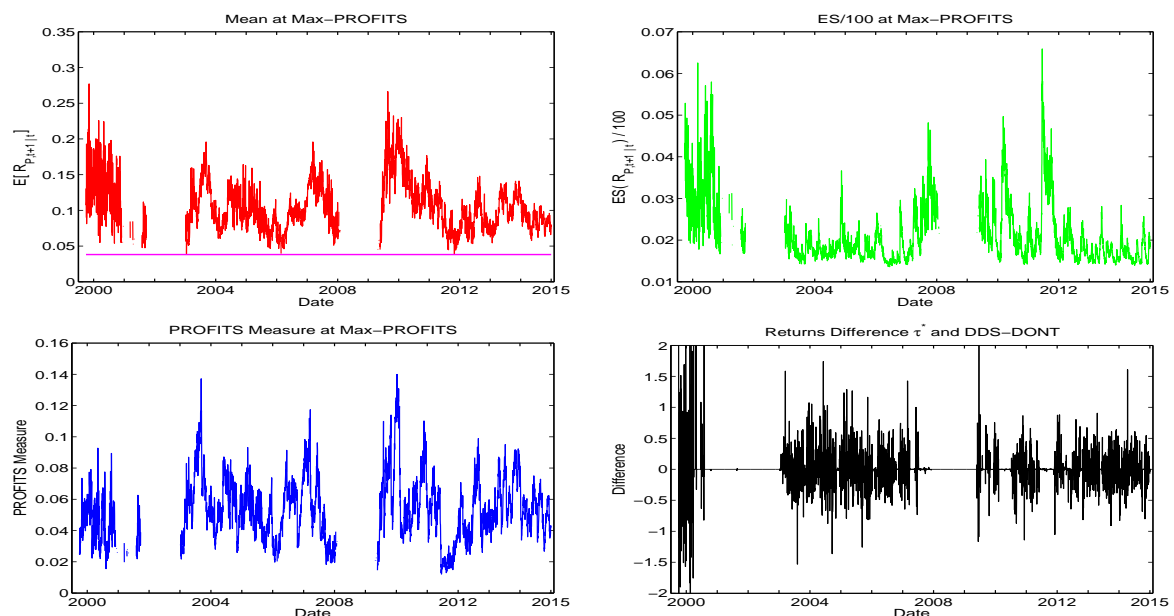 Mean at Max−PROFITS
E[ R_{P,t+1|t} ]
0.35
0.3
0.25
0.2
0.15
0.1
0.05
0
2000 2004 2008 2012 2015
Date
ES/100 at Max−PROFITS
ES( R_{P,t+1|t} ) / 100
0.07
0.06
0.05
0.04
0.03
0.02
0.01
2000 2004 2008 2012 2015
Date
PROFITS Measure at Max−PROFITS
PROFITS Measure
0.16
0.14
0.12
0.1
0.08
0.06
0.04
0.02
0
2000 2004 2008 2012 2015
Date
Returns Difference τ* and DDS−DONT
Difference
2
1.5
1
0.5
0
−0.5
−1
−1.5
−2
2000 2004 2008 2012 2015
Date